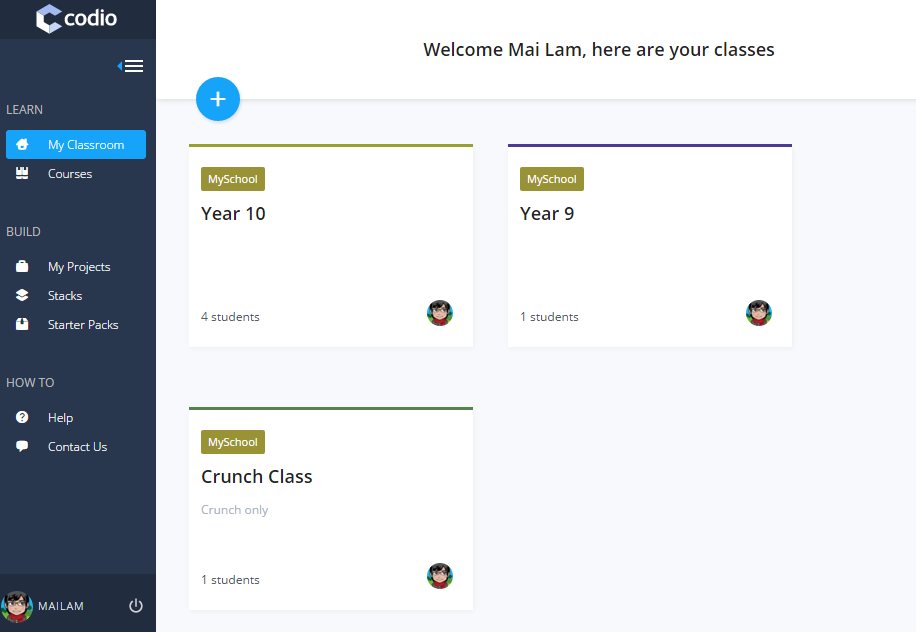 codio
Welcome Mai Lam, here are your classes
LEARN
My Classroom
Courses
BUILD
My Projects
Stacks
Starter Packs
HOW TO
Help
Contact Us
MAILAM
+
MySchool
Year 10
4 students
MySchool
Year 9
1 students
MySchool
Crunch Class
Crunch only
1 students